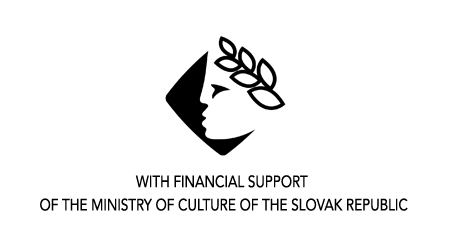 WITH FINANCIAL SUPPORT
OF THE MINISTRY OF CULTURE OF THE SLOVAK REPUBLIC